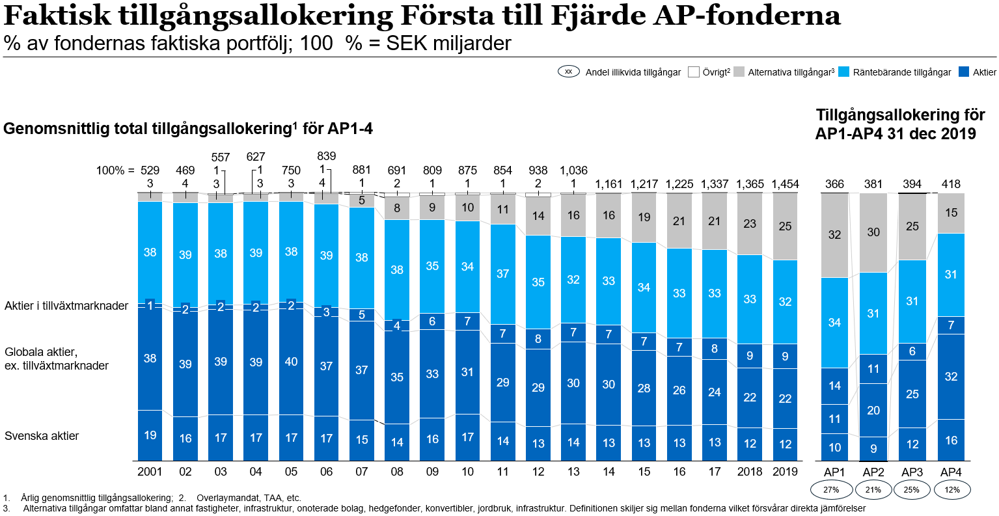 Faktisk tillgångsallokering Första till Fjärde AP-fonderna
% av fondernas faktiska portfölj; 100 % = SEK miljarder
xx Andel illikvida tillgångar Övrigt² Alternativa tillgångar³ Räntebärande tillgångar Aktier
Genomsnittlig total tillgångsallokering¹ för AP1-4
Tillgångsallokering för
AP1-AP4 31 dec 2019
557 627 839
100% = 529 469 1 1 750 1 881 691 809 875 854 938 1,036
3 4 3 3 3 4 1 2 1 1 1 2 1 1,161 1,217 1,225 1,337 1,365 1,454 366 381 394 418
5 8 9 10 11 14 16 16 19 21 21 23 25 32 30 25 15
38 39 38 39 38 39 38 38 35 34 37 35 32 33 34 33 33 33 32 34 31 31 31
Aktier i tillväxtmarknader 1 2 2 2 2 3 5 4 6 7 7 8 7 7 7 7 8 9 9 14 11 6 7
Globala aktier,
ex. tillväxtmarknader
38 39 39 39 40 37 37 35 33 31 29 29 30 30 28 26 24 22 22 11 20 25 32
Svenska aktier 19 16 17 17 17 17 15 14 16 17 14 13 14 13 13 13 13 12 12 10 9 12 16
2001 02 03 04 05 06 07 08 09 10 11 12 13 14 15 16 17 2018 2019 AP1 AP2 AP3 AP4
27% 21% 25% 12%
1. Årlig genomsnittlig tillgångsallokering; 2. Overlaymandat, TAA, etc.
3. Alternativa tillgångar omfattar bland annat fastigheter, infrastruktur, onoterade bolag, hedgefonder, konvertibler, jordbruk, infrastruktur. Definitionen skiljer sig mellan fonderna vilket försvårar direkta jämförelser